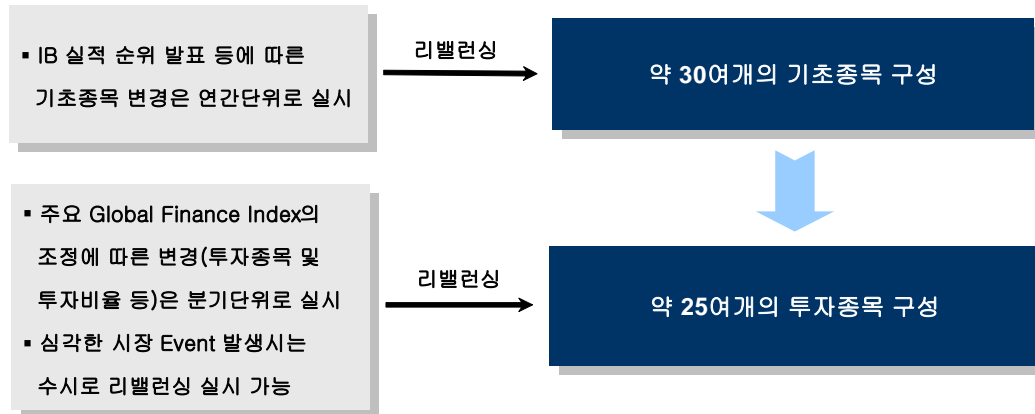 ▪ IB 실적 순위 발표 등에 따른
기초종목 변경은 연간단위로 실시
리밸런싱
약 30여개의 기초종목 구성
▪ 주요 Global Finance Index의
조정에 따른 변경(투자종목 및
투자비율 등)은 분기단위로 실시
▪ 심각한 시장 Event 발생시는
수시로 리밸런싱 실시 가능
리밸런싱
약 25여개의 투자종목 구성